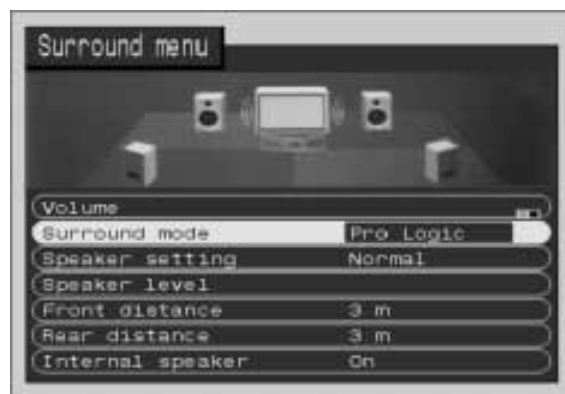 Surround menu
Volume
Surround mode Pro Logic
Speaker setting Normal
Speaker level
Front distance 3 m
Rear distance 3 m
Internal speaker On